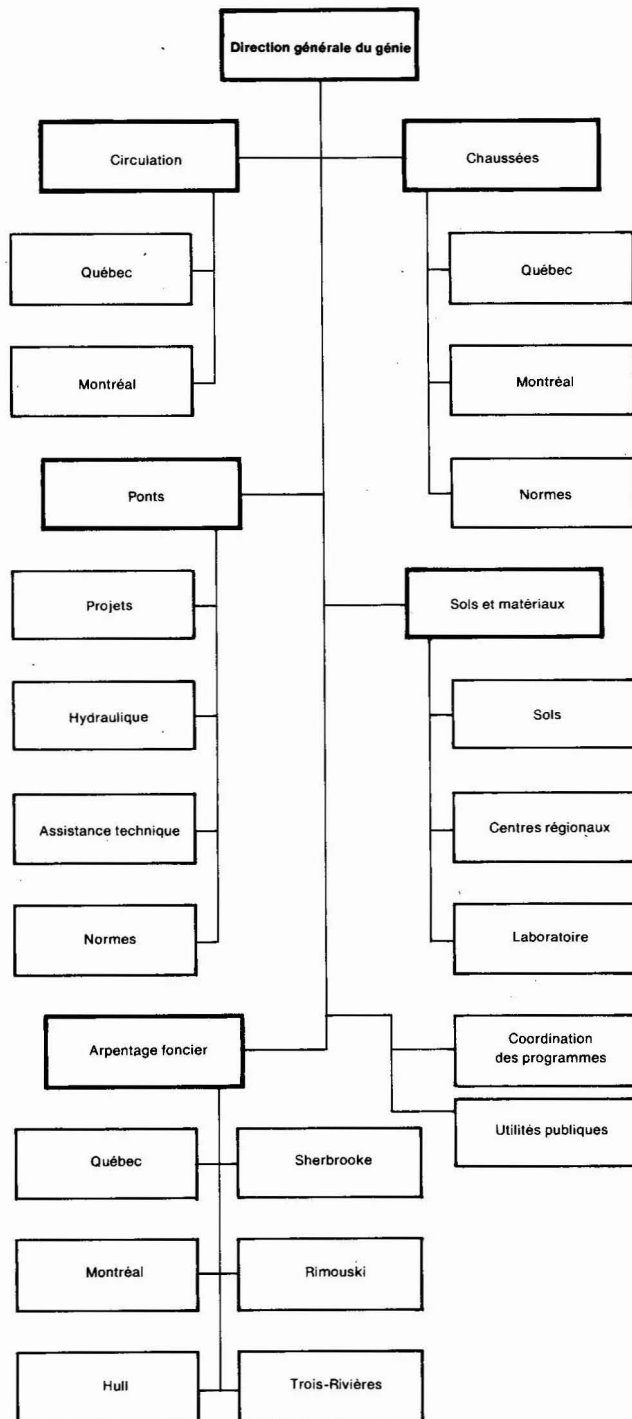 Direction générale du génie
Circulation
Chaussées
Québec
Québec
Montréal
Montréal
Ponts
Normes
Projets
Sols et matériaux
Hydraulique
Sols
Assistance technique
Centres régionaux
Normes
Laboratoire
Arpentage foncier
Coordination
des programmes
Utilités publiques
Québec
Sherbrooke
Montréal
Rimouski
Hull
Trois-Rivières